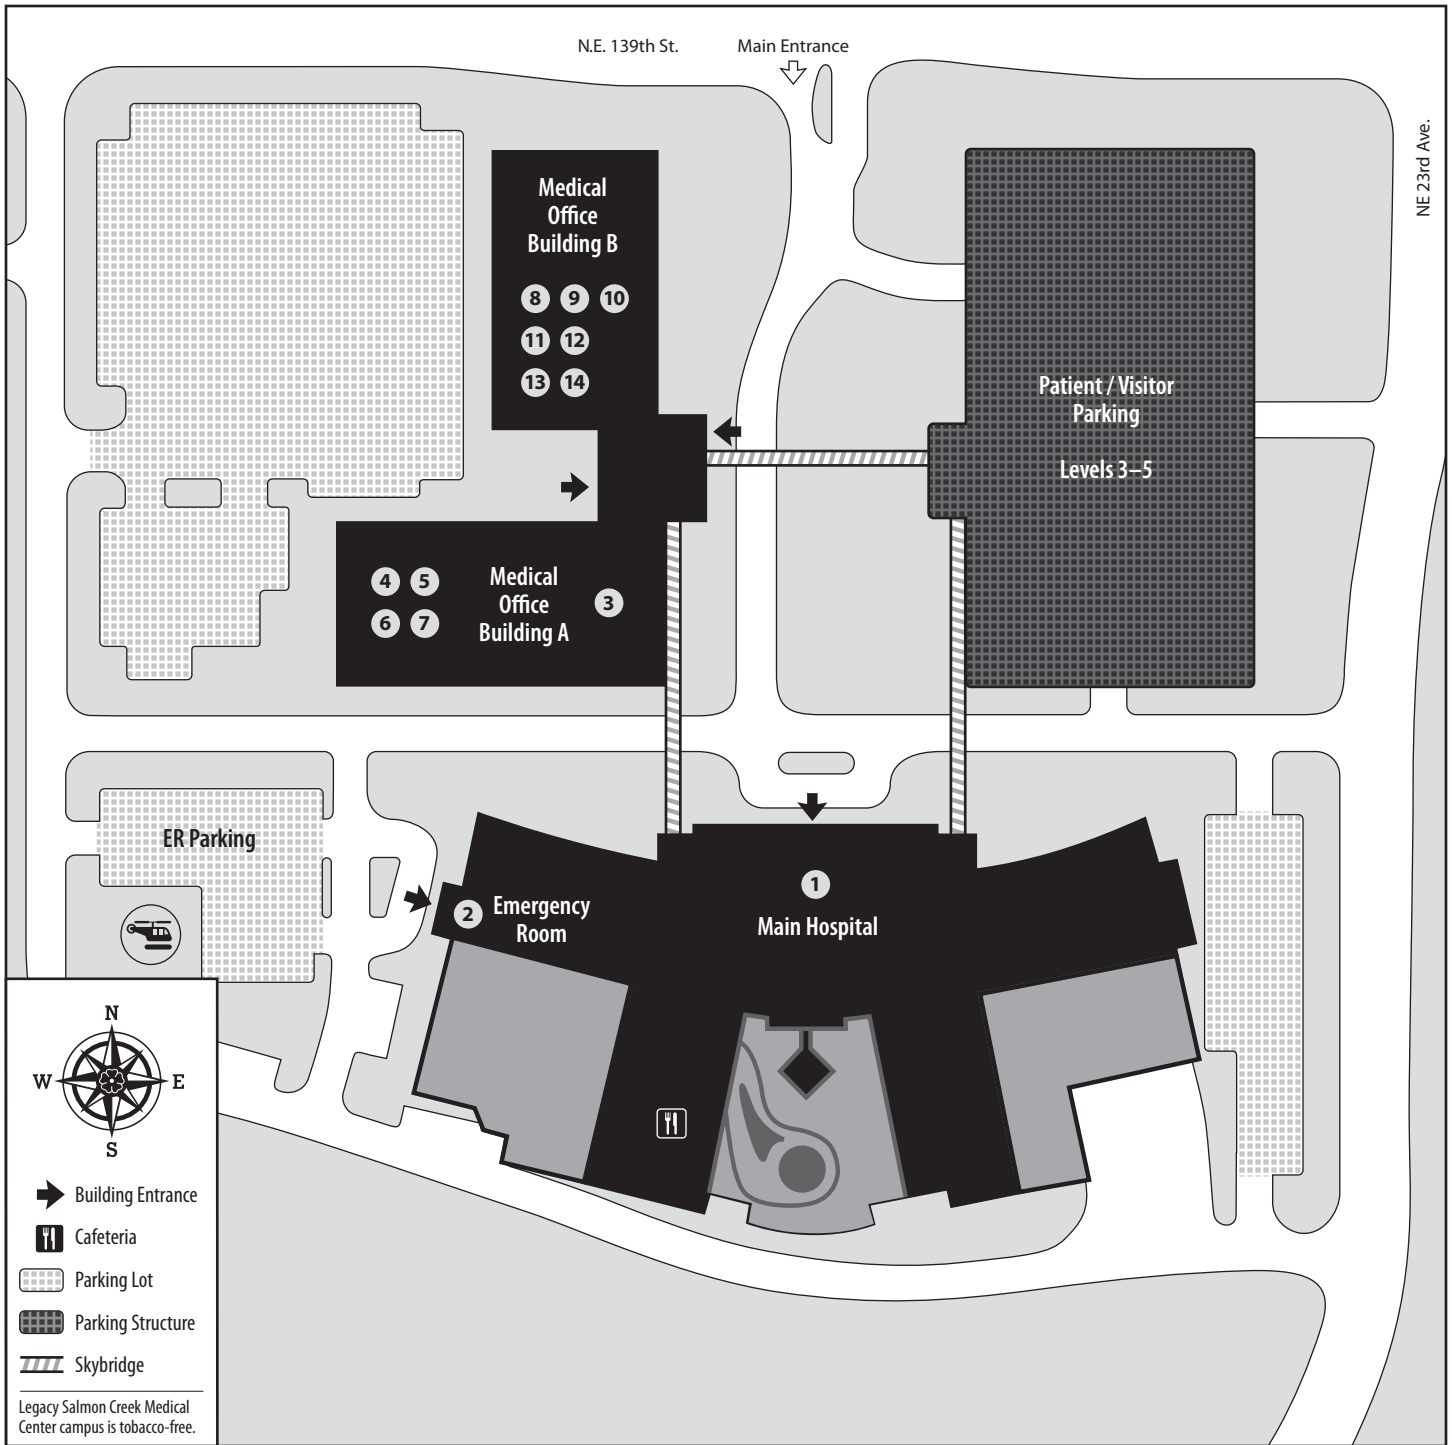 N.E. 139th St.
Main Entrance
NE 23rd Ave.
Medical
Office
Building B
8 9 10
11 12
13 14
Patient / Visitor
Parking
Levels 3–5
4 5
6 7
Medical
Office
Building A
3
ER Parking
2
Emergency
Room
1
Main Hospital
N
W E
S
Building Entrance
Cafeteria
Parking Lot
Parking Structure
Skybridge
Legacy Salmon Creek Medical
Center campus is tobacco-free.